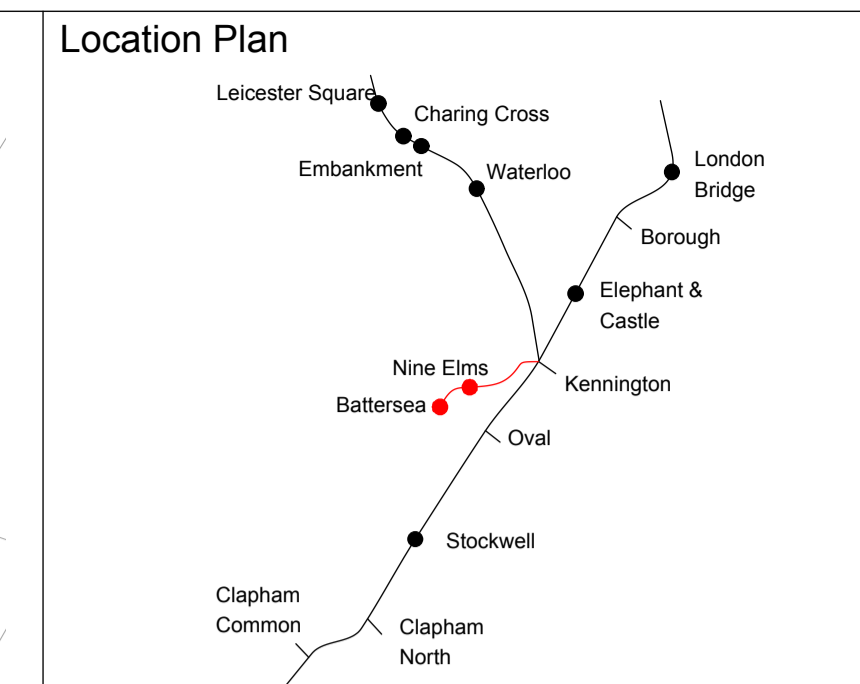 Location Plan
Leicester Square
Charing Cross
Embankment
Waterloo
London
Bridge
Borough
Elephant &
Castle
Nine Elms
Kennington
Battersea
Oval
Stockwell
Clapham
Common
Clapham
North